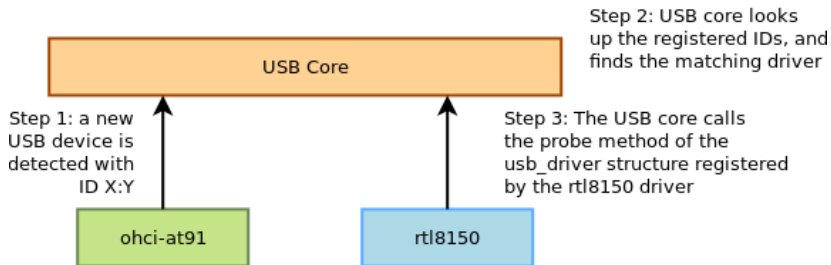 Step 2: USB core looks
up the registered IDs, and
finds the matching driver
USB Core
Step 1: a new
USB device is
detected with
ID X:Y
Step 3: The USB core calls
the probe method of the
usb_driver structure registered
by the rtl8150 driver
ohci-at91
rtl8150